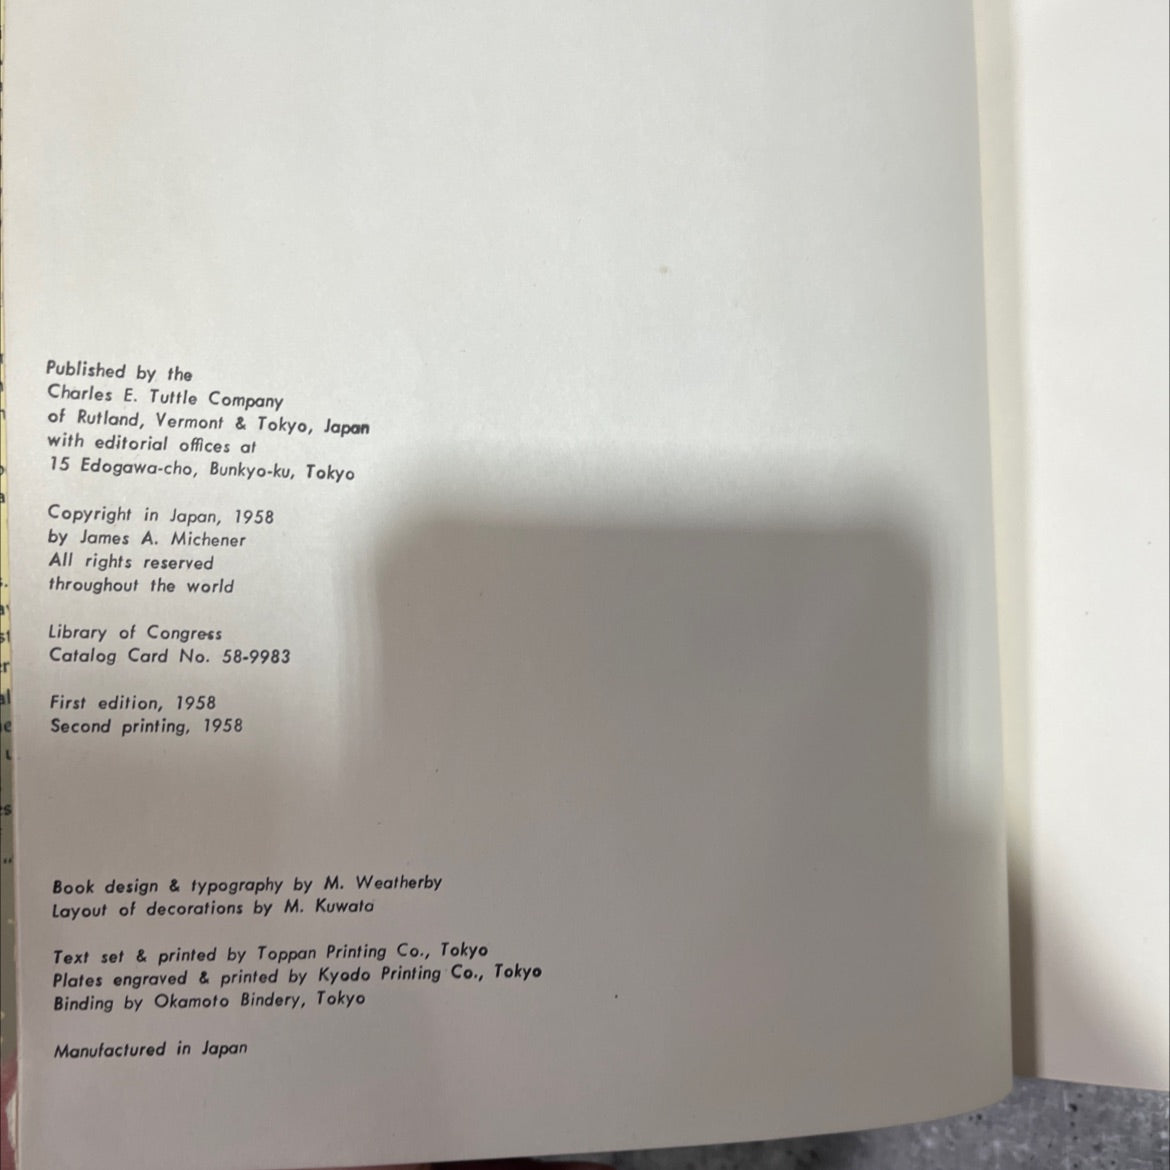 Published by the
Charles E. Tuttle Company
of Rutland, Vermont & Tokyo, Japan
with editorial offices at
15 Edogawa-cho, Bunkyo-ku, Tokyo
Copyright in Japan, 1958
by James A. Michener
All rights reserved
throughout the world
Library of Congress
Catalog Card No. 58-9983
First edition, 1958
Second printing, 1958
Book design & typography by M. Weatherby
Layout of decorations by M. Kuwata
Text set & printed by Toppan Printing Co., Tokyo
Plates engraved & printed by Kyodo Printing Co., Tokyo
Binding by Okamoto Bindery, Tokyo
Manufactured in Japan